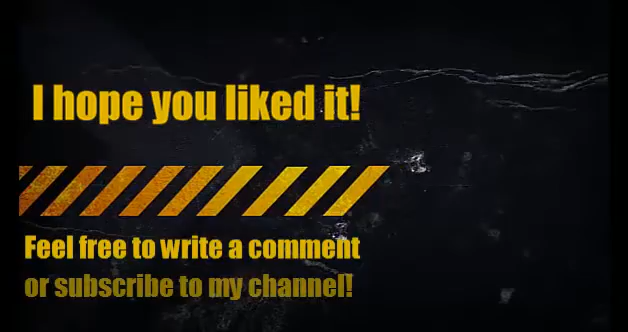 I hope you liked it!
Feel free to write a comment
or subscribe to my channel!